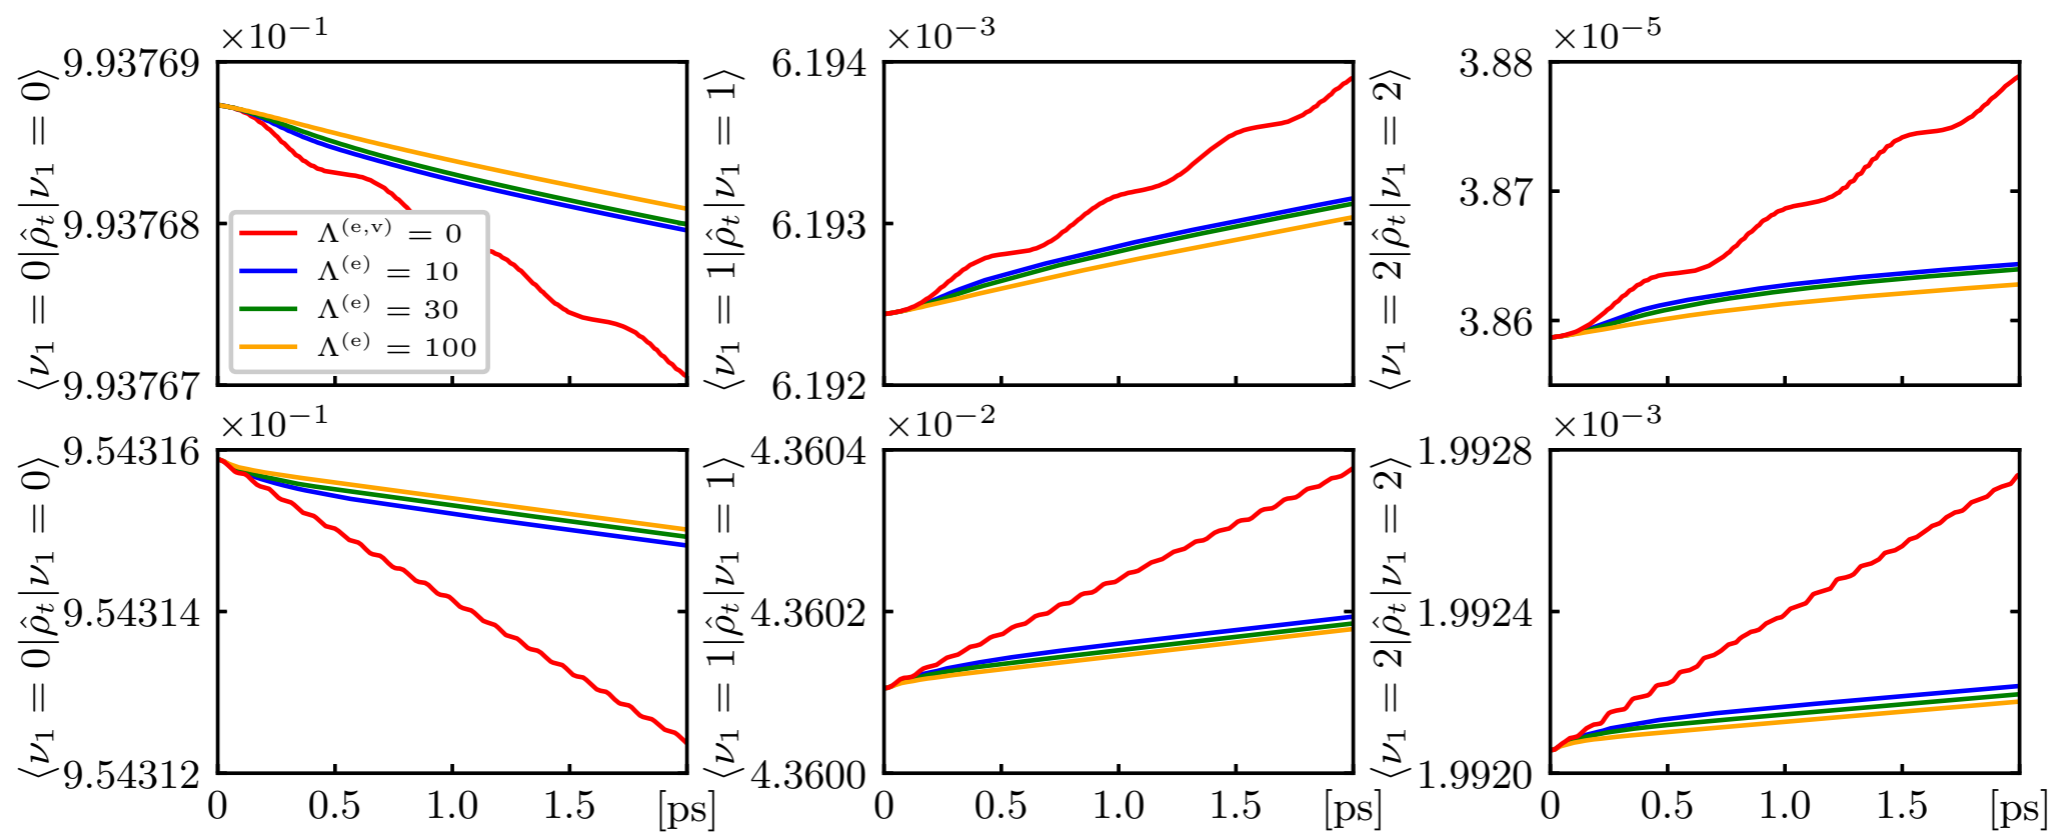 ×10⁻¹
⟨ν₁ = 0|ρ̂ₜ|ν₁ = 0⟩
9.93769
9.93768
9.93767
Λ⁽ᵉ,ᵛ⁾ = 0
Λ⁽ᵉ⁾ = 10
Λ⁽ᵉ⁾ = 30
Λ⁽ᵉ⁾ = 100
×10⁻³
⟨ν₁ = 1|ρ̂ₜ|ν₁ = 1⟩
6.194
6.193
6.192
×10⁻⁵
⟨ν₁ = 2|ρ̂ₜ|ν₁ = 2⟩
3.88
3.87
3.86
×10⁻¹
⟨ν₁ = 0|ρ̂ₜ|ν₁ = 0⟩
9.54316
9.54314
9.54312
0 0.5 1.0 1.5 [ps]
×10⁻²
⟨ν₁ = 1|ρ̂ₜ|ν₁ = 1⟩
4.3604
4.3602
4.3600
0 0.5 1.0 1.5 [ps]
×10⁻³
⟨ν₁ = 2|ρ̂ₜ|ν₁ = 2⟩
1.9928
1.9924
1.9920
0 0.5 1.0 1.5 [ps]